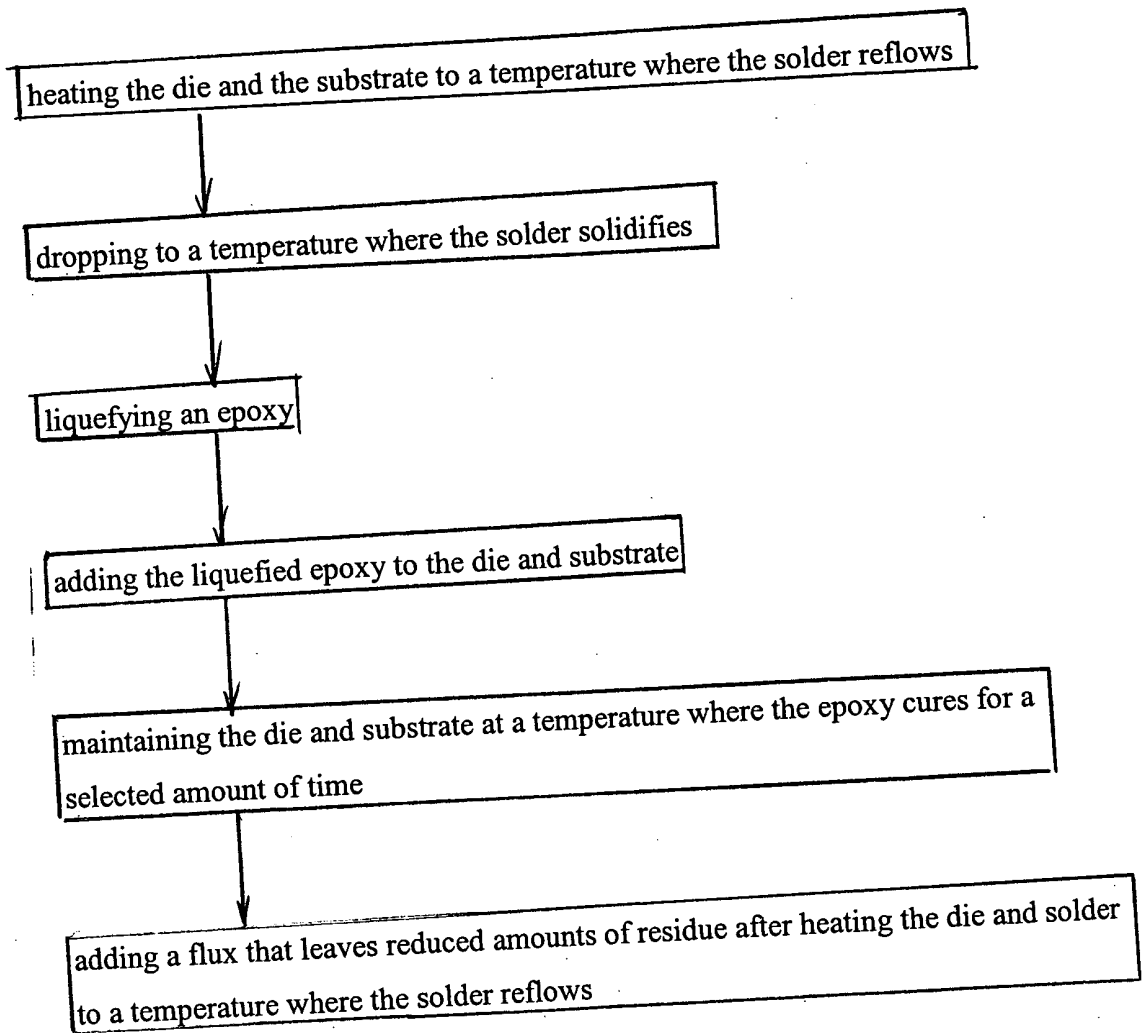 heating the die and the substrate to a temperature where the solder reflows
dropping to a temperature where the solder solidifies
liquefying an epoxy
adding the liquefied epoxy to the die and substrate
maintaining the die and substrate at a temperature where the epoxy cures for a
selected amount of time
adding a flux that leaves reduced amounts of residue after heating the die and solder
to a temperature where the solder reflows